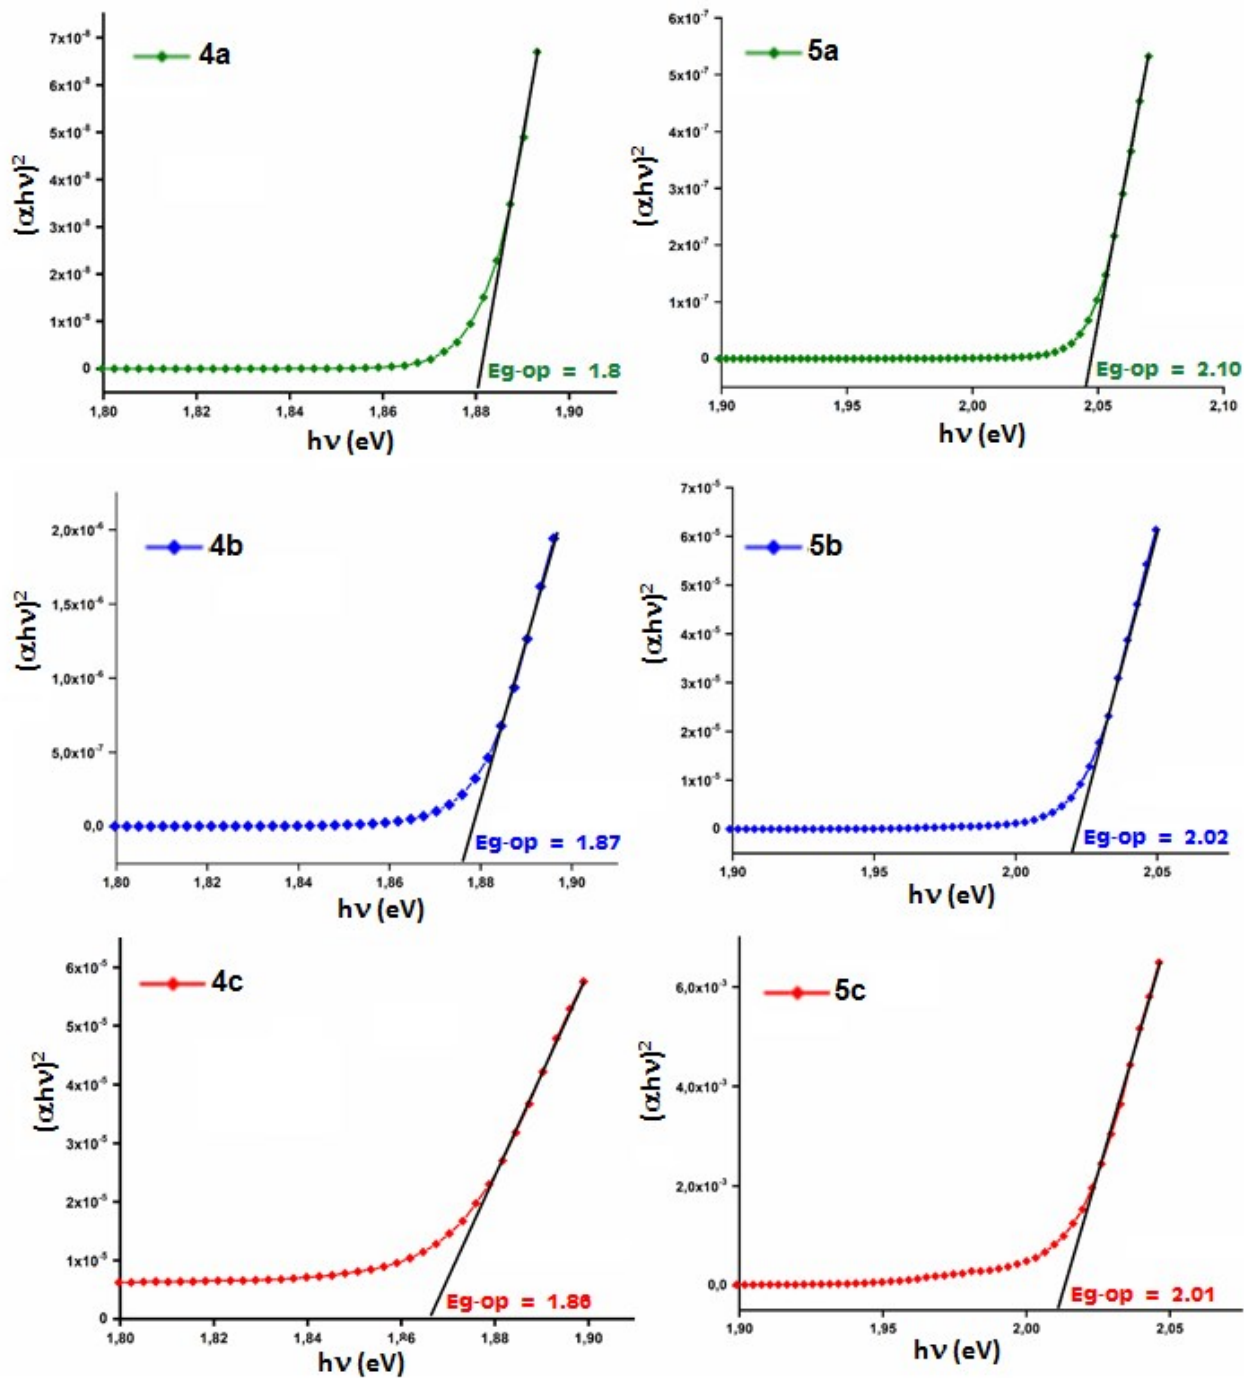 4a
7x10⁻⁸
6x10⁻⁸
5x10⁻⁸
4x10⁻⁸
3x10⁻⁸
2x10⁻⁸
1x10⁻⁸
0
(αhν)²
Eg-op = 1.8
1,80 1,82 1,84 1,86 1,88 1,90
hν (eV)
5a
6x10⁻⁷
5x10⁻⁷
4x10⁻⁷
3x10⁻⁷
2x10⁻⁷
1x10⁻⁷
0
(αhν)²
Eg-op = 2.10
1,90 1,95 2,00 2,05 2,10
hν (eV)
4b
2,0x10⁻⁶
1,5x10⁻⁶
1,0x10⁻⁶
5,0x10⁻⁷
0,0
(αhν)²
Eg-op = 1.87
1,80 1,82 1,84 1,86 1,88 1,90
hν (eV)
5b
7x10⁻⁵
6x10⁻⁵
5x10⁻⁵
4x10⁻⁵
3x10⁻⁵
2x10⁻⁵
1x10⁻⁵
0
(αhν)²
Eg-op = 2.02
1,90 1,95 2,00 2,05
hν (eV)
4c
6x10⁻⁵
5x10⁻⁵
4x10⁻⁵
3x10⁻⁵
2x10⁻⁵
1x10⁻⁵
0
(αhν)²
Eg-op = 1.86
1,80 1,82 1,84 1,86 1,88 1,90
hν (eV)
5c
6,0x10⁻³
4,0x10⁻³
2,0x10⁻³
0,0
(αhν)²
Eg-op = 2.01
1,90 1,95 2,00 2,05
hν (eV)